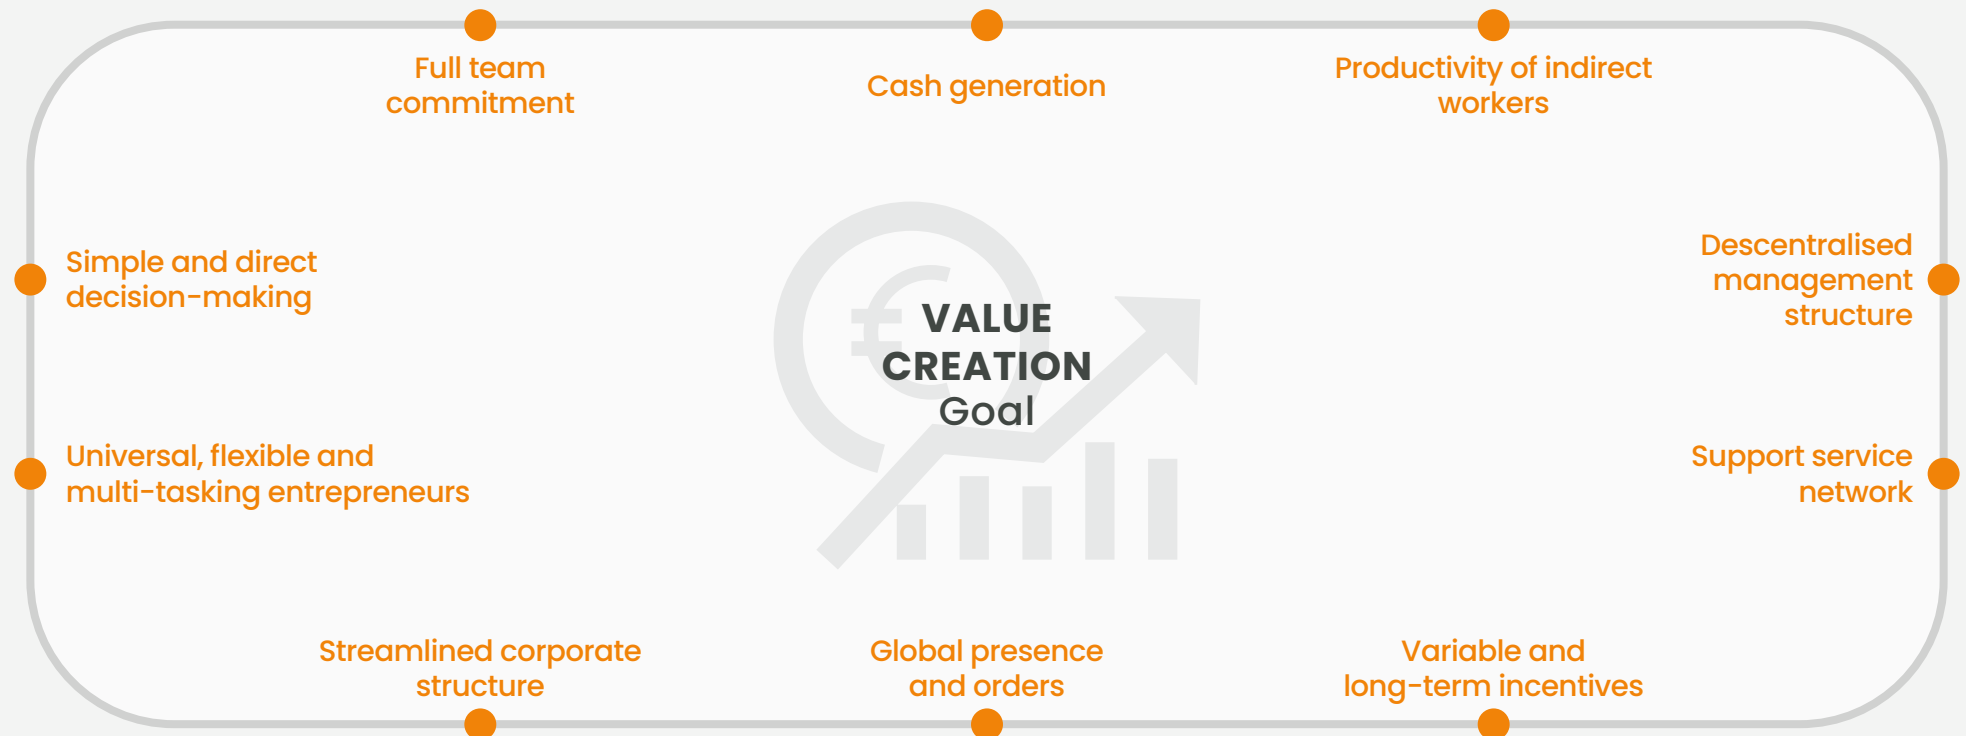 Full team
commitment
Cash generation
Productivity of indirect
workers
Simple and direct
decision-making
Descentralised
management
structure
VALUE
CREATION
Goal
Universal, flexible and
multi-tasking entrepreneurs
Support service
network
Streamlined corporate
structure
Global presence
and orders
Variable and
long-term incentives